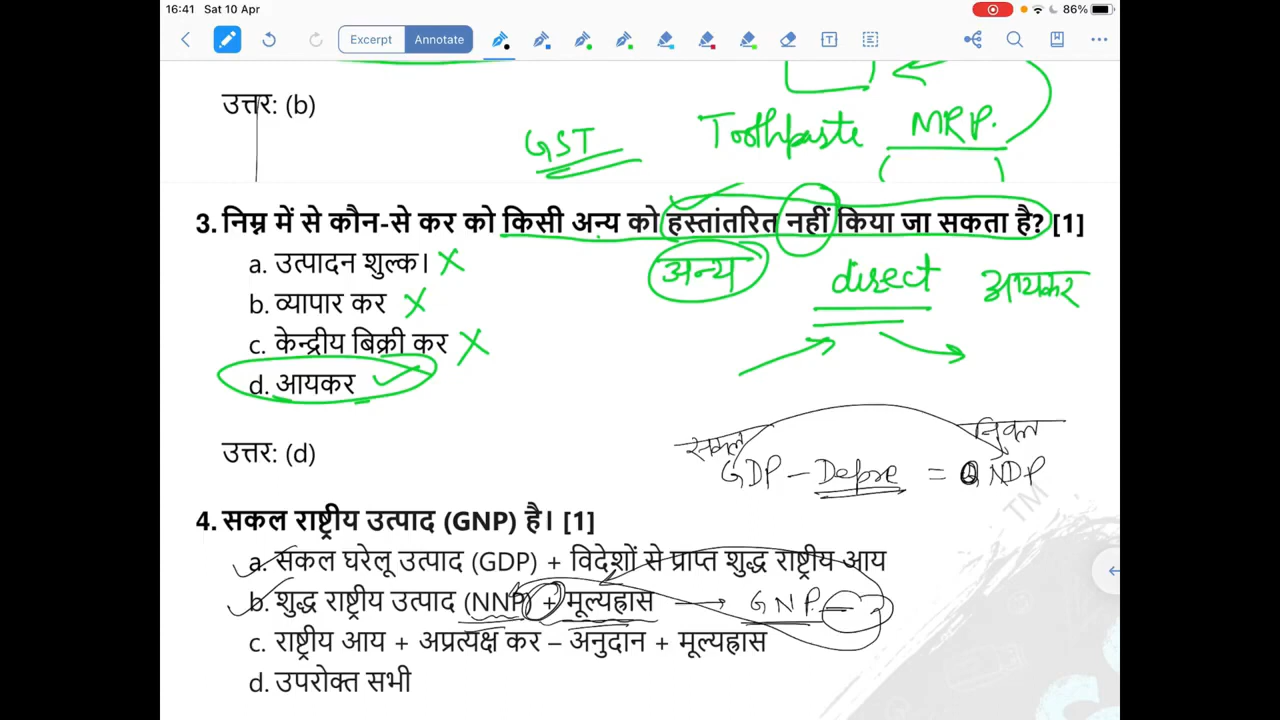 16:41 Sat 10 Apr 86%
Excerpt Annotate
उत्तर: (b)
GST Toothpaste MRP.
3. निम्न में से कौन-से कर को किसी अन्य को हस्तांतरित नहीं किया जा सकता है? [1]
a. उत्पादन शुल्क।
अन्य direct आयकर
b. व्यापार कर
c. केन्द्रीय बिक्री कर
d. आयकर
सकल
उत्तर: (d)
GDP – Depre = NDP
4. सकल राष्ट्रीय उत्पाद (GNP) है। [1]
a. सकल घरेलू उत्पाद (GDP) + विदेशों से प्राप्त शुद्ध राष्ट्रीय आय
b. शुद्ध राष्ट्रीय उत्पाद (NNP) + मूल्यह्रास → GNP –
c. राष्ट्रीय आय + अप्रत्यक्ष कर – अनुदान + मूल्यह्रास
d. उपरोक्त सभी
TM